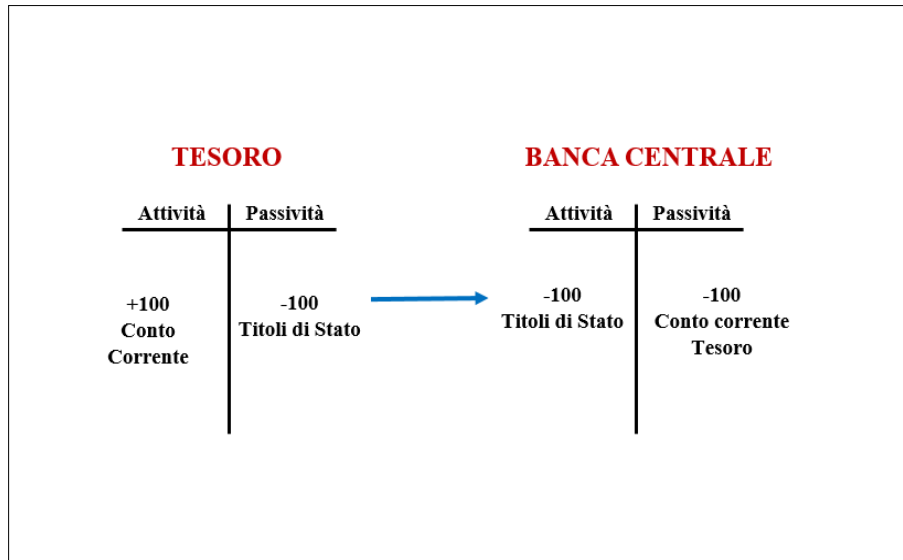 TESORO
Attività Passività
+100
Conto
Corrente
-100
Titoli di Stato
BANCA CENTRALE
Attività Passività
-100
Titoli di Stato
-100
Conto corrente
Tesoro